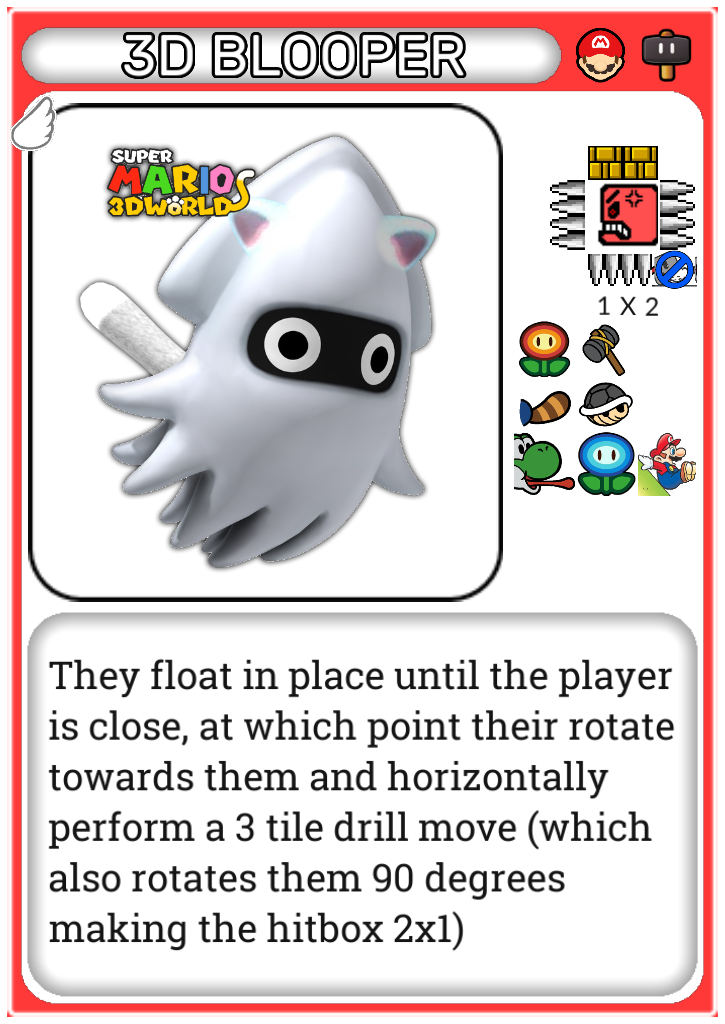 3D BLOOPER
SUPER
MARIO
3D WORLD
S
1 X 2
They float in place until the player
is close, at which point their rotate
towards them and horizontally
perform a 3 tile drill move (which
also rotates them 90 degrees
making the hitbox 2x1)